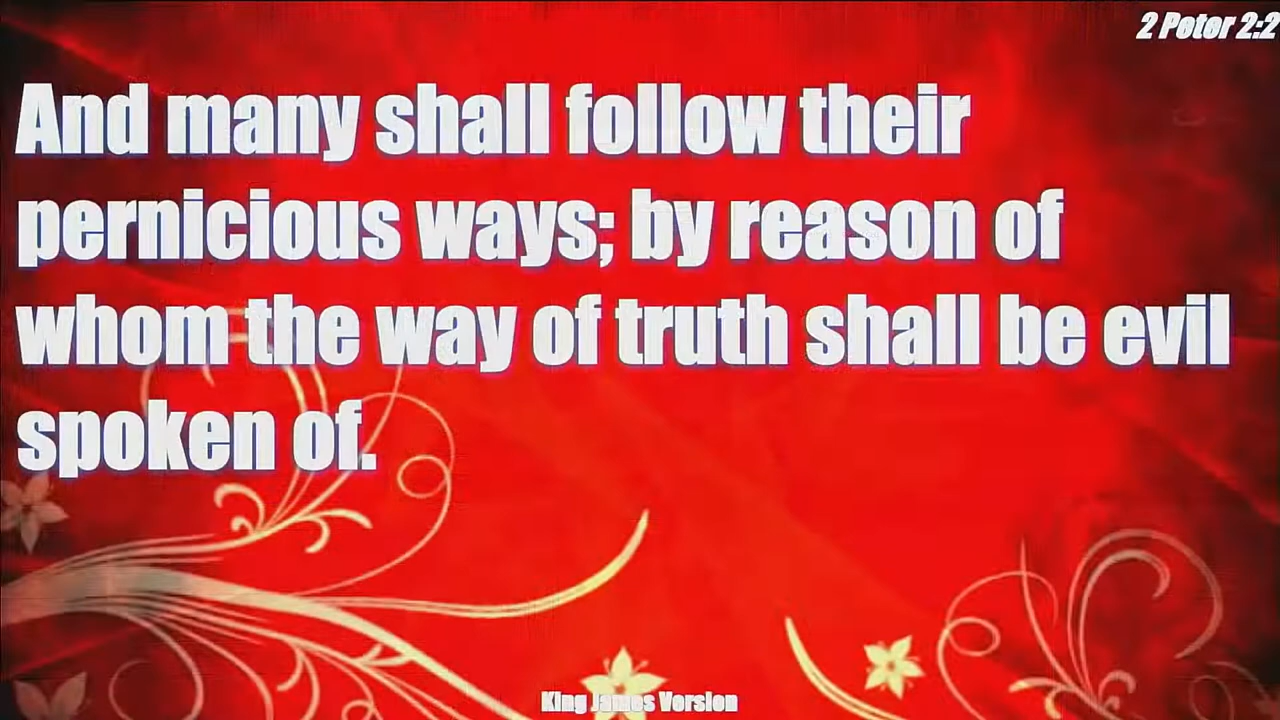 2 Peter 2:2
And many shall follow their
pernicious ways; by reason of
whom the way of truth shall be evil
spoken of.
King James Version